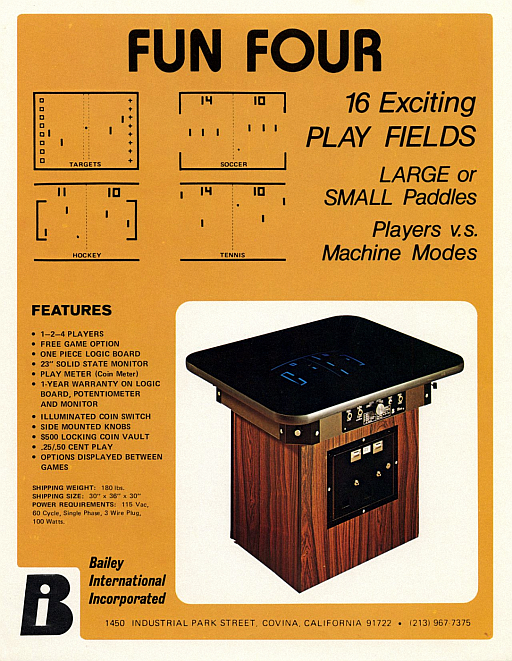 FUN FOUR
16 Exciting
PLAY FIELDS
LARGE or
SMALL Paddles
Players v.s.
Machine Modes
TARGETS
14 10
SOCCER
11 10
HOCKEY
14 10
TENNIS
FEATURES
• 1–2–4 PLAYERS
• FREE GAME OPTION
• ONE PIECE LOGIC BOARD
• 23" SOLID STATE MONITOR
• PLAY METER (Coin Meter)
• 1-YEAR WARRANTY ON LOGIC
BOARD, POTENTIOMETER
AND MONITOR
• ILLUMINATED COIN SWITCH
• SIDE MOUNTED KNOBS
• $500 LOCKING COIN VAULT
• .25/.50 CENT PLAY
• OPTIONS DISPLAYED BETWEEN
GAMES
SHIPPING WEIGHT: 180 lbs.
SHIPPING SIZE: 30" x 36" x 30"
POWER REQUIREMENTS: 115 Vac,
60 Cycle, Single Phase, 3 Wire Plug,
100 Watts.
Bi
Bailey
International
Incorporated
1450 INDUSTRIAL PARK STREET, COVINA, CALIFORNIA 91722 • (213) 967-7375